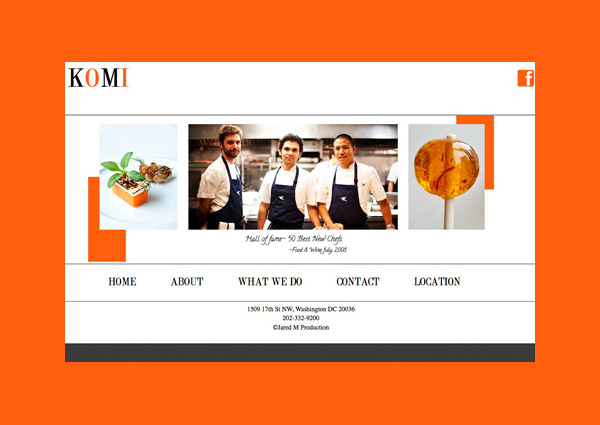 KOMI
f
Hall of fame- 50 Best New Chefs
-Food & Wine July 2008
HOME ABOUT WHAT WE DO CONTACT LOCATION
1509 17th St NW, Washington DC 20036
202-332-9200
©Jared M Production